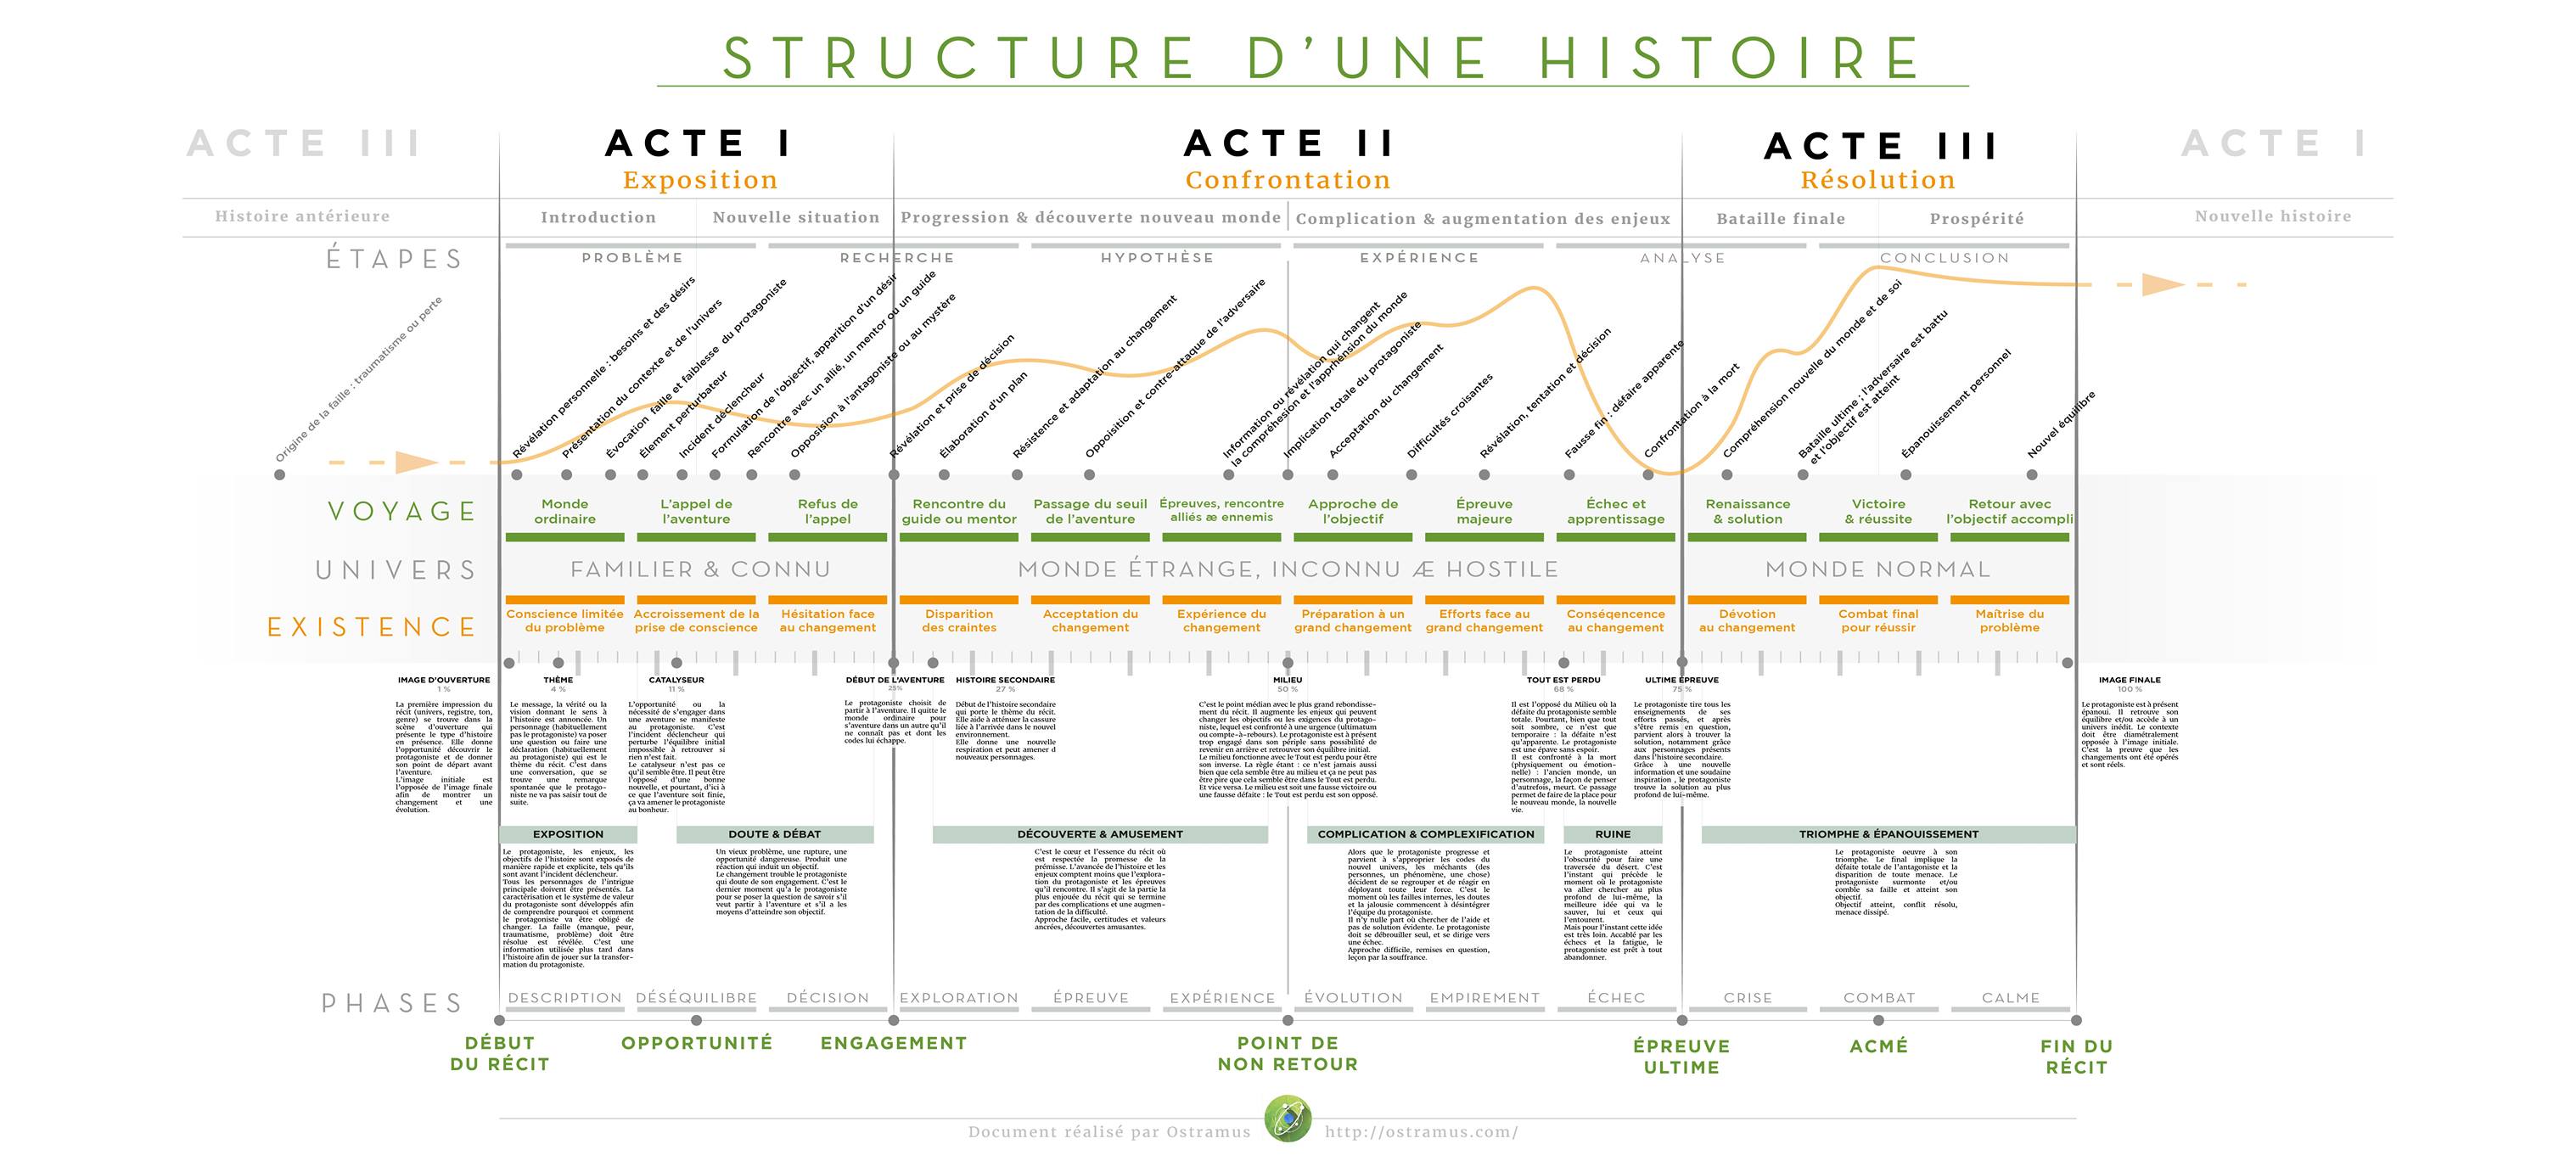 STRUCTURE D'UNE HISTOIRE
ACTE III
ACTE I
ACTE II
ACTE III
ACTE I
Exposition
Confrontation
Résolution
Histoire antérieure
Introduction
Nouvelle situation
Progression & découverte nouveau monde
Complication & augmentation des enjeux
Bataille finale
Prospérité
Nouvelle histoire
ÉTAPES
PROBLÈME
RECHERCHE
HYPOTHÈSE
EXPÉRIENCE
ANALYSE
CONCLUSION
Origine de la faille : traumatisme ou perte
Révélation personnelle : besoins et des désirs
Présentation du contexte et de l'univers
Évocation faille et faiblesse du protagoniste
Élement perturbateur
Incident déclencheur
Formulation de l'objectif, apparition d'un désir
Rencontre avec un allié, un mentor ou un guide
Opposision à l'antagoniste ou au mystère
Révélation et prise de décision
Élaboration d'un plan
Résistence et adaptation au changement
Oppoisition et contre-attaque de l'adversaire
Information ou révélation qui changent
la compréhesion et l'appréhension du monde
Implication totale du protagoniste
Acceptation du changement
Difficultés croisantes
Révélation, tentation et décision
Fausse fin : défaire apparente
Confrontation à la mort
Compréhension nouvelle du monde et de soi
Bataille ultime ; l'adversaire est battu
et l'objectif est atteint
Épanouissement personnel
Nouvel équilibre
VOYAGE
Monde
ordinaire
L'appel de
l'aventure
Refus de
l'appel
Rencontre du
guide ou mentor
Passage du seuil
de l'aventure
Épreuves, rencontre
alliés æ ennemis
Approche de
l'objectif
Épreuve
majeure
Échec et
apprentissage
Renaissance
& solution
Victoire
& réussite
Retour avec
l'objectif accompli
UNIVERS
FAMILIER & CONNU
MONDE ÉTRANGE, INCONNU Æ HOSTILE
MONDE NORMAL
EXISTENCE
Conscience limitée
du problème
Accroissement de la
prise de conscience
Hésitation face
au changement
Disparition
des craintes
Acceptation du
changement
Expérience du
changement
Préparation à un
grand changement
Efforts face au
grand changement
Conséqencence
au changement
Dévotion
au changement
Combat final
pour réussir
Maîtrise du
problème
IMAGE D'OUVERTURE
1 %
La première impression du
récit (univers, registre, ton,
genre) se trouve dans la
scène d'ouverture qui
présente le type d'histoire
en présence. Elle donne
l'opportunité découvrir le
protagoniste et de donner
son point de départ avant
l'aventure.
L'image initiale est
l'opposée de l'image finale
afin de montrer un
changement et une
évolution.
THÈME
4 %
Le message, la vérité ou la
vision donnant le sens à
l'histoire est annoncée. Un
personnage (habituellement
pas le protagoniste) va poser
une question ou faire une
déclaration (habituellement
au protagoniste) qui est le
thème du récit. C'est dans
une conversation, que se
trouve une remarque
spontanée que le protago-
niste ne va pas saisir tout de
suite.
CATALYSEUR
11 %
L'opportunité ou la
nécessité de s'engager dans
une aventure se manifeste
au protagoniste. C'est
l'incident déclencheur qui
perturbe l'équilibre initial
impossible à retrouver si
rien n'est fait.
Le catalyseur n'est pas ce
qu'il semble être. Il peut être
l'opposé d'une bonne
nouvelle, et pourtant, d'ici à
ce que l'aventure soit finie,
ça va amener le protagoniste
au bonheur.
DÉBUT DE L'AVENTURE
25%
Le protagoniste choisit de
partir à l'aventure. Il quitte le
monde ordinaire pour
s'aventure dans un autre qu'il
ne connaît pas et dont les
codes lui échappe.
HISTOIRE SECONDAIRE
27 %
Début de l'histoire secondaire
qui porte le thème du récit.
Elle aide à atténuer la cassure
liée à l'arrivée dans le nouvel
environnement.
Elle donne une nouvelle
respiration et peut amener d
nouveaux personnages.
MILIEU
50 %
C'est le point médian avec le plus grand rebondisse-
ment du récit. Il augmente les enjeux qui peuvent
changer les objectifs ou les exigences du protago-
niste, lequel est confronté à une urgence (ultimatum
ou compte-à-rebours). Le protagoniste est à présent
trop engagé dans son périple sans possibilité de
revenir en arrière et retrouver son équilibre initial.
Le milieu fonctionne avec le Tout est perdu pour être
son inverse. La règle étant : ce n'est jamais aussi
bien que cela semble être au milieu et ça ne peut pas
être pire que cela semble être dans le Tout est perdu.
Et vice versa. Le milieu est soit une fausse victoire ou
une fausse défaite : le Tout est perdu est son opposé.
TOUT EST PERDU
68 %
Il est l'opposé du Milieu où la
défaite du protagoniste semble
totale. Pourtant, bien que tout
soit sombre, ce n'est que
temporaire : la défaite n'est
qu'apparente. Le protagoniste
est une épave sans espoir.
Il est confronté à la mort
(physiquement ou émotion-
nelle) : l'ancien monde, un
personnage, la façon de penser
d'autrefois, meurt. Ce passage
permet de faire de la place pour
le nouveau monde, la nouvelle
vie.
ULTIME ÉPREUVE
75 %
Le protagoniste tire tous les
enseignements de ses
efforts passés, et après
s'être remis en question,
parvient alors à trouver la
solution, notamment grâce
aux personnages présents
dans l'histoire secondaire.
Grâce à une nouvelle
information et une soudaine
inspiration , le protagoniste
trouve la solution au plus
profond de lui-même.
IMAGE FINALE
100 %
Le protagoniste est à présent
épanoui. Il retrouve son
équilibre et/ou accède à un
univers inédit. Le contexte
doit être diamétralement
opposée à l'image initiale.
C'est la preuve que les
changements ont été opérés
et sont réels.
EXPOSITION
Le protagoniste, les enjeux, les
objectifs de l'histoire sont exposés de
manière rapide et explicite, tels qu'ils
sont avant l'incident déclencheur.
Tous les personnages de l'intrigue
principale doivent être présentés. La
caractérisation et le système de valeur
du protagoniste sont développés afin
de comprendre pourquoi et comment
le protagoniste va être obligé de
changer. La faille (manque, peur,
traumatisme, problème) doit être
résolue est révélée. C'est une
information utilisée plus tard dans
l'histoire afin de jouer sur la transfor-
mation du protagoniste.
DOUTE & DÉBAT
Un vieux problème, une rupture, une
opportunité dangereuse. Produit une
réaction qui induit un objectif.
Le changement trouble le protagoniste
qui doute de son engagement. C'est le
dernier moment qu'a le protagoniste
pour se poser la question de savoir s'il
veut partir à l'aventure et s'il a les
moyens d'atteindre son objectif.
DÉCOUVERTE & AMUSEMENT
C'est le cœur et l'essence du récit où
est respectée la promesse de la
prémisse. L'avancée de l'histoire et les
enjeux comptent moins que l'explora-
tion du protagoniste et les épreuves
qu'il rencontre. Il s'agit de la partie la
plus enjouée du récit qui se termine
par des complications et une augmen-
tation de la difficulté.
Approche facile, certitudes et valeurs
ancrées, découvertes amusantes.
COMPLICATION & COMPLEXIFICATION
Alors que le protagoniste progresse et
parvient à s'approprier les codes du
nouvel univers, les méchants (des
personnes, un phénomène, une chose)
décident de se regrouper et de réagir en
déployant toute leur force. C'est le
moment où les failles internes, les doutes
et la jalousie commencent à désintégrer
l'équipe du protagoniste.
Il n'y nulle part où chercher de l'aide et
pas de solution évidente. Le protagoniste
doit se débrouiller seul, et se dirige vers
une échec.
Approche difficile, remises en question,
leçon par la souffrance.
RUINE
Le protagoniste atteint
l'obscurité pour faire une
traversée du désert. C'est
l'instant qui précède le
moment où le protagoniste
va aller chercher au plus
profond de lui-même, la
meilleure idée qui va le
sauver, lui et ceux qui
l'entourent.
Mais pour l'instant cette idée
est très loin. Accablé par les
échecs et la fatigue, le
protagoniste est prêt à tout
abandonner.
TRIOMPHE & ÉPANOUISSEMENT
Le protagoniste oeuvre à son
triomphe. Le final implique la
défaite totale de l'antagoniste et la
disparition de toute menace. Le
protagoniste surmonte et/ou
comble sa faille et atteint son
objectif.
Objectif atteint, conflit résolu,
menace dissipé.
PHASES
DESCRIPTION
DÉSÉQUILIBRE
DÉCISION
EXPLORATION
ÉPREUVE
EXPÉRIENCE
ÉVOLUTION
EMPIREMENT
ÉCHEC
CRISE
COMBAT
CALME
DÉBUT
DU RÉCIT
OPPORTUNITÉ
ENGAGEMENT
POINT DE
NON RETOUR
ÉPREUVE
ULTIME
ACMÉ
FIN DU
RÉCIT
Document réalisé par Ostramus
http://ostramus.com/